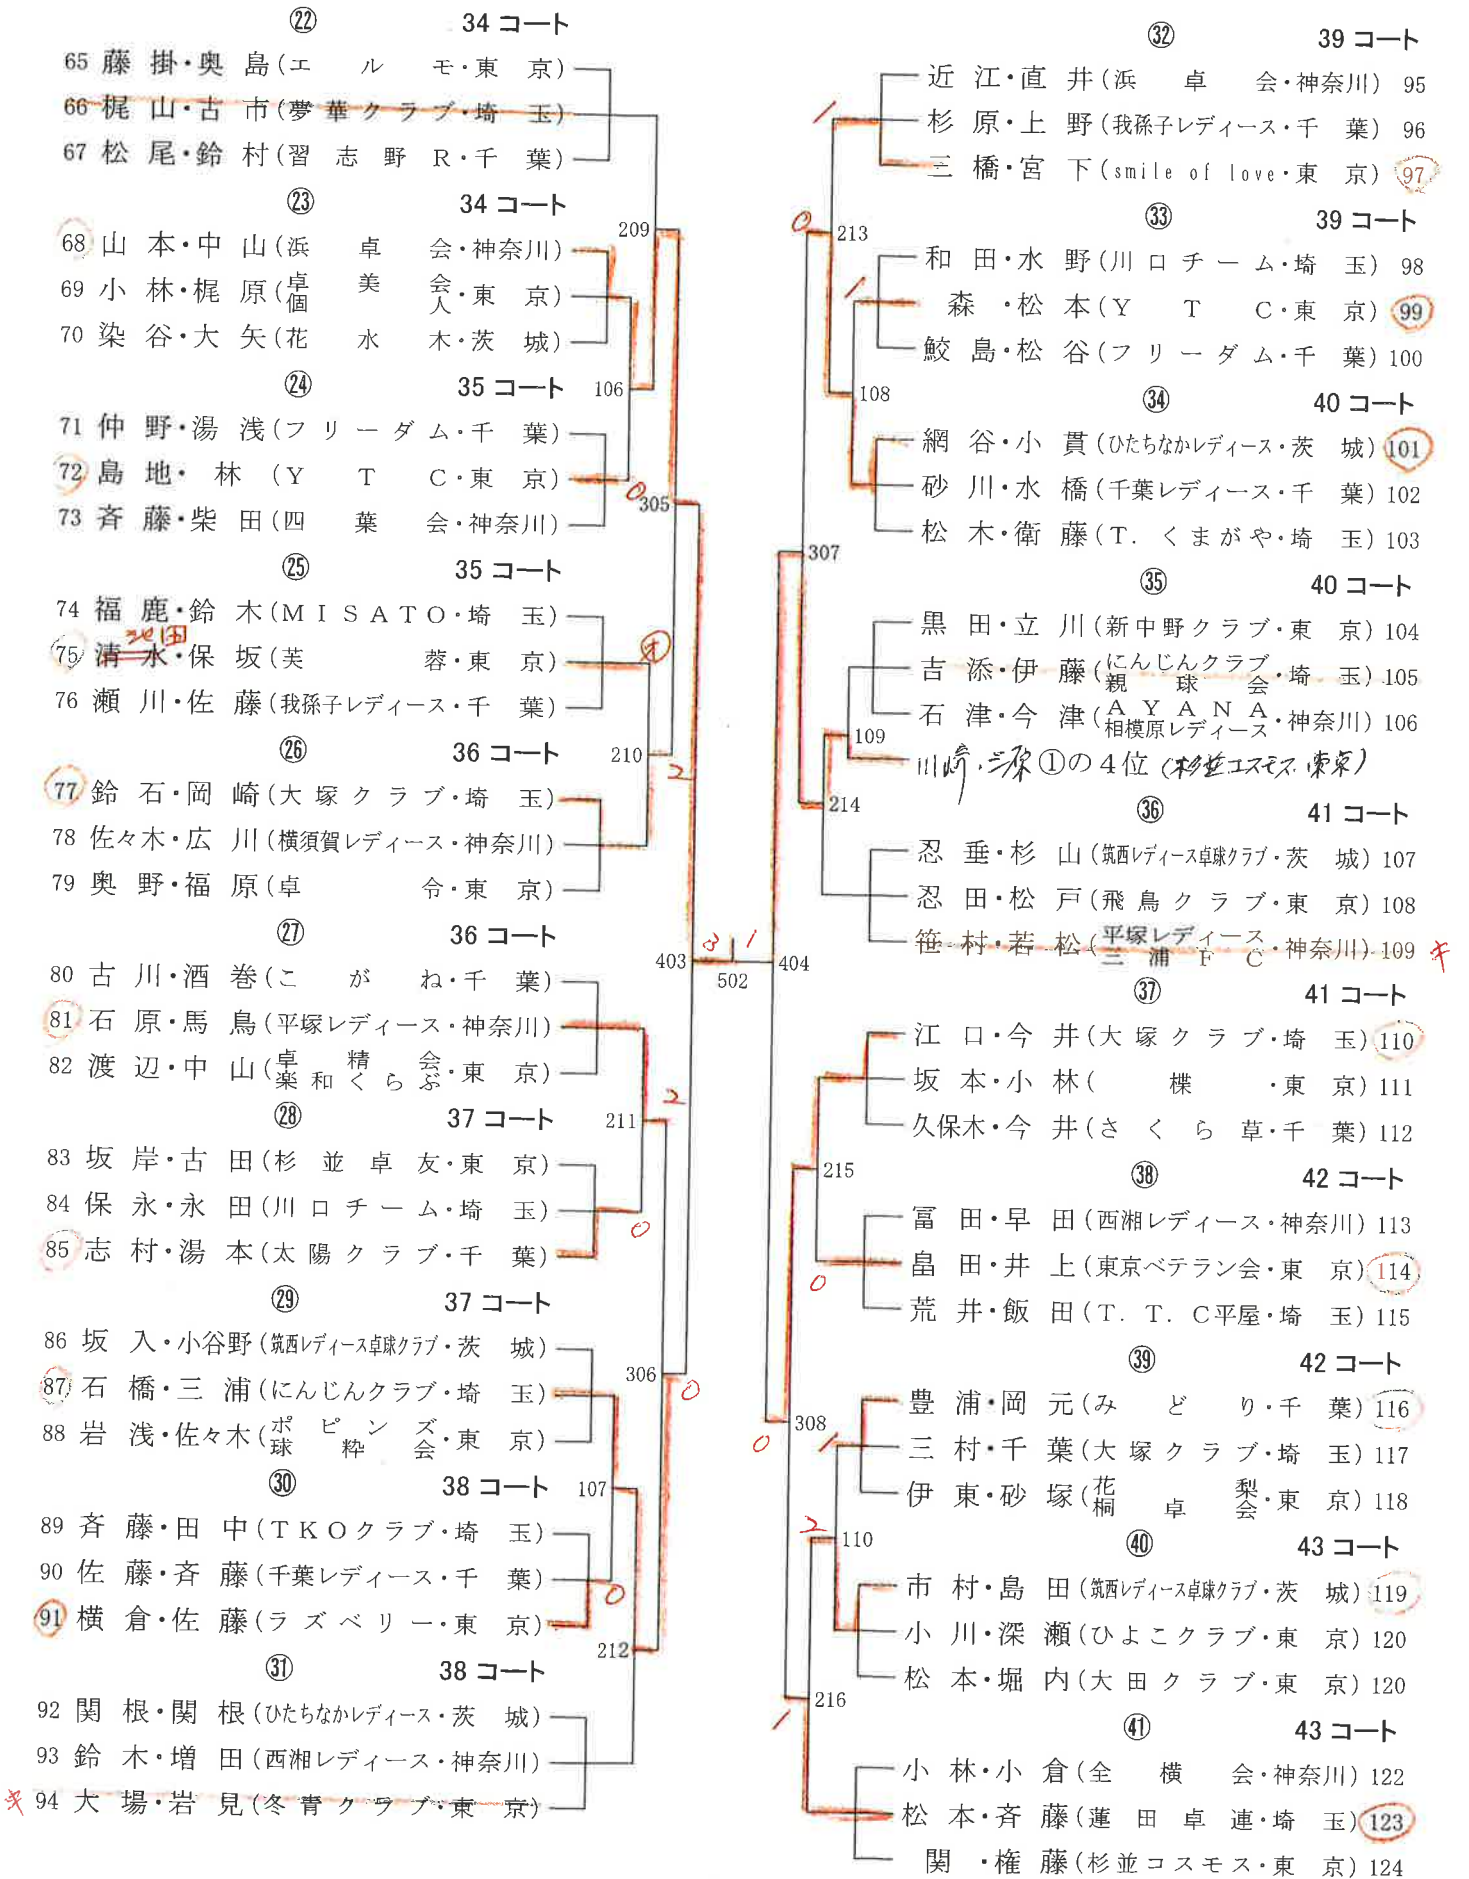 ㉒ 34 コート
65 藤掛・奥島(エルモ・東京)
66 梶山・古市(夢華クラブ・埼玉)
67 松尾・鈴村(習志野R・千葉)
㉓ 34 コート
209
68 山本・中山(浜卓会・神奈川)
69 小林・梶原(卓美会 個人・東京)
70 染谷・大矢(花水木・茨城)
㉔ 35 コート
106
71 仲野・湯浅(フリーダム・千葉)
72 島地・林(YTC・東京)
0
305
73 斉藤・柴田(四葉会・神奈川)
㉕ 35 コート
74 福鹿・鈴木(MISATO・埼玉)
池田
75 清水・保坂(芙蓉・東京)
オ
76 瀬川・佐藤(我孫子レディース・千葉)
㉖ 36 コート
210
2
77 鈴石・岡崎(大塚クラブ・埼玉)
78 佐々木・広川(横須賀レディース・神奈川)
79 奥野・福原(卓令・東京)
㉗ 36 コート
403
3 1
502
404
80 古川・酒巻(こがね・千葉)
81 石原・馬鳥(平塚レディース・神奈川)
82 渡辺・中山(卓精会 楽和くらぶ・東京)
2
㉘ 37 コート
211
83 坂岸・古田(杉並卓友・東京)
84 保永・永田(川口チーム・埼玉)
0
85 志村・湯本(太陽クラブ・千葉)
㉙ 37 コート
86 坂入・小谷野(筑西レディース卓球クラブ・茨城)
306
0
87 石橋・三浦(にんじんクラブ・埼玉)
88 岩浅・佐々木(ポピンズ 球粋会・東京)
㉚ 38 コート
107
89 斉藤・田中(TKOクラブ・埼玉)
90 佐藤・斉藤(千葉レディース・千葉)
0
91 横倉・佐藤(ラズベリー・東京)
212
㉛ 38 コート
92 関根・関根(ひたちなかレディース・茨城)
93 鈴木・増田(西湘レディース・神奈川)
キ 94 大場・岩見(冬青クラブ・東京)
㉜ 39 コート
近江・直井(浜卓会・神奈川) 95
1
杉原・上野(我孫子レディース・千葉) 96
三橋・宮下(smile of love・東京) 97
㉝ 39 コート
0
213
和田・水野(川口チーム・埼玉) 98
1
森・松本(YTC・東京) 99
鮫島・松谷(フリーダム・千葉) 100
108
㉞ 40 コート
網谷・小貫(ひたちなかレディース・茨城) 101
砂川・水橋(千葉レディース・千葉) 102
松木・衛藤(T.くまがや・埼玉) 103
307
㉟ 40 コート
黒田・立川(新中野クラブ・東京) 104
吉添・伊藤(にんじんクラブ 親球会・埼玉) 105
石津・今津(AYANA 相模原レディース・神奈川) 106
109
川崎・三原 ①の4位 (杉並コスモス・東京)
214
㊱ 41 コート
忍垂・杉山(筑西レディース卓球クラブ・茨城) 107
忍田・松戸(飛鳥クラブ・東京) 108
笹村・若松(平塚レディース 三浦FC・神奈川) 109 キ
㊲ 41 コート
江口・今井(大塚クラブ・埼玉) 110
坂本・小林(楪・東京) 111
久保木・今井(さくら草・千葉) 112
215
㊳ 42 コート
冨田・早田(西湘レディース・神奈川) 113
0
畠田・井上(東京ベテラン会・東京) 114
荒井・飯田(T.T.C平屋・埼玉) 115
㊴ 42 コート
豊浦・岡元(みどり・千葉) 116
0
308
1
三村・千葉(大塚クラブ・埼玉) 117
伊東・砂塚(花梨 桐卓会・東京) 118
2
110
㊵ 43 コート
市村・島田(筑西レディース卓球クラブ・茨城) 119
小川・深瀬(ひよこクラブ・東京) 120
松本・堀内(大田クラブ・東京) 120
216
1
㊶ 43 コート
小林・小倉(全横会・神奈川) 122
松本・斉藤(蓮田卓連・埼玉) 123
関・権藤(杉並コスモス・東京) 124